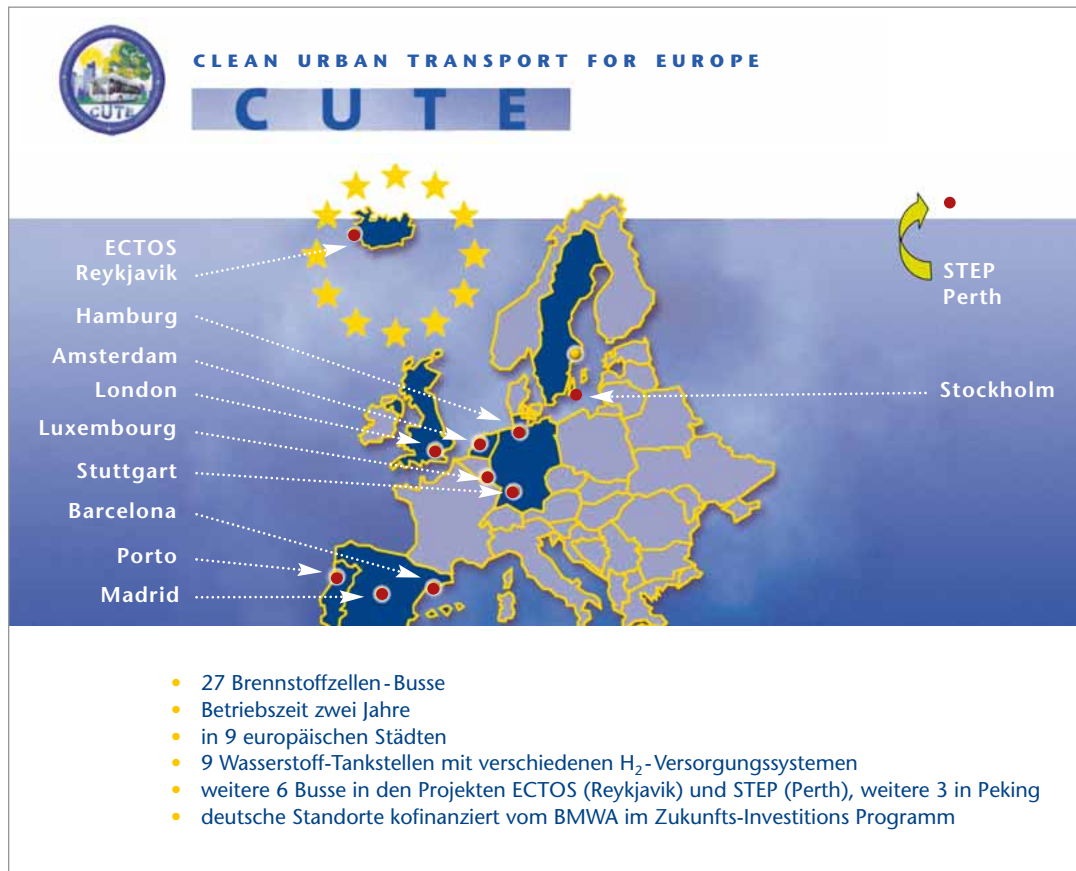 CLEAN URBAN TRANSPORT FOR EUROPE
CUTE
CUTE
ECTOS
Reykjavik
Hamburg
Amsterdam
London
Luxembourg
Stuttgart
Barcelona
Porto
Madrid
STEP
Perth
Stockholm
• 27 Brennstoffzellen-Busse
• Betriebszeit zwei Jahre
• in 9 europäischen Städten
• 9 Wasserstoff-Tankstellen mit verschiedenen H₂-Versorgungssystemen
• weitere 6 Busse in den Projekten ECTOS (Reykjavik) und STEP (Perth), weitere 3 in Peking
• deutsche Standorte kofinanziert vom BMWA im Zukunfts-Investitions Programm